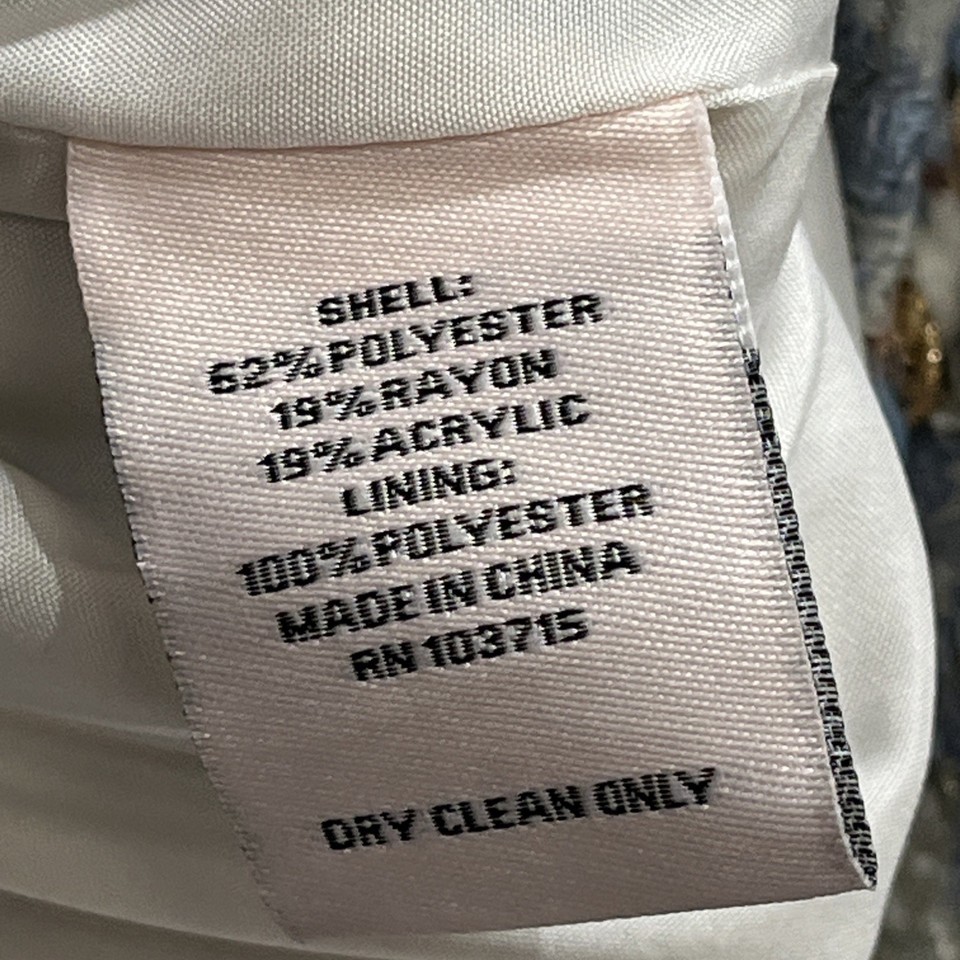 SHELL:
62% POLYESTER
19% RAYON
19% ACRYLIC
LINING:
100% POLYESTER
MADE IN CHINA
RN 103715
DRY CLEAN ONLY